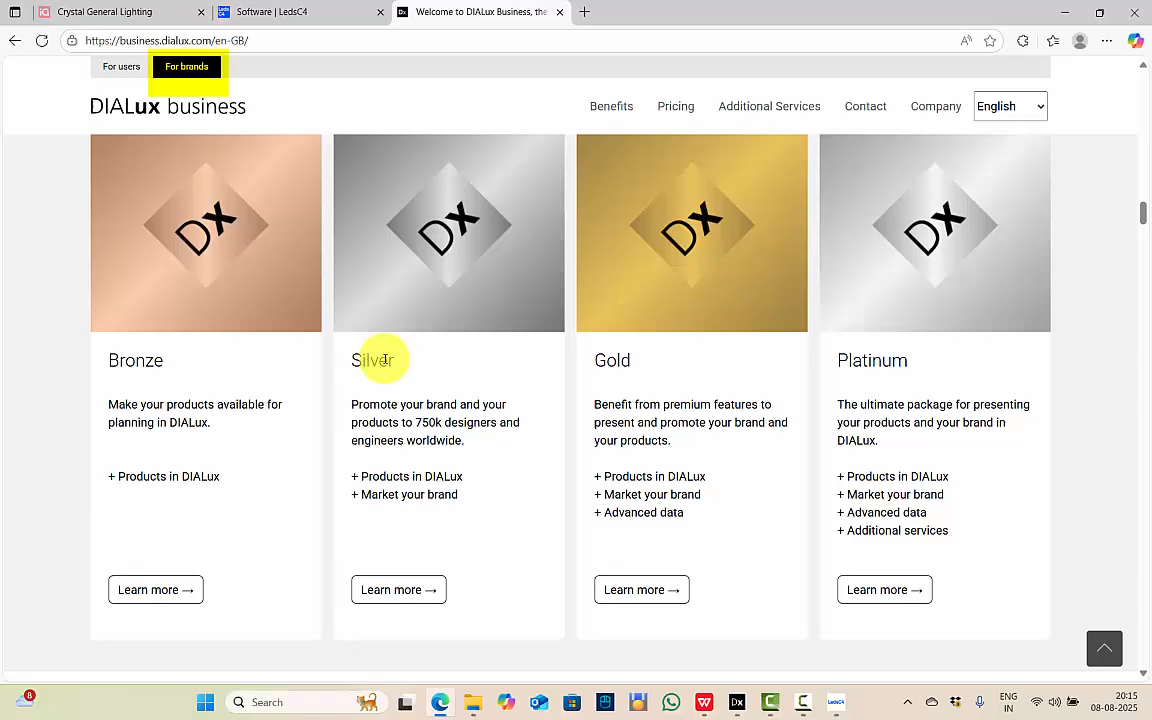 Crystal General Lighting
Software | LedsC4
Welcome to DIALux Business, the
https://business.dialux.com/en-GB/
For users
For brands
DIALux business
Benefits
Pricing
Additional Services
Contact
Company
English
Dx
Dx
Dx
Dx
Bronze
Silver
Gold
Platinum
Make your products available for
planning in DIALux.
+ Products in DIALux
Learn more →
Promote your brand and your
products to 750k designers and
engineers worldwide.
+ Products in DIALux
+ Market your brand
Learn more →
Benefit from premium features to
present and promote your brand and
your products.
+ Products in DIALux
+ Market your brand
+ Advanced data
Learn more →
The ultimate package for presenting
your products and your brand in
DIALux.
+ Products in DIALux
+ Market your brand
+ Advanced data
+ Additional services
Learn more →
8
Search
ENG
IN
20:15
08-08-2025